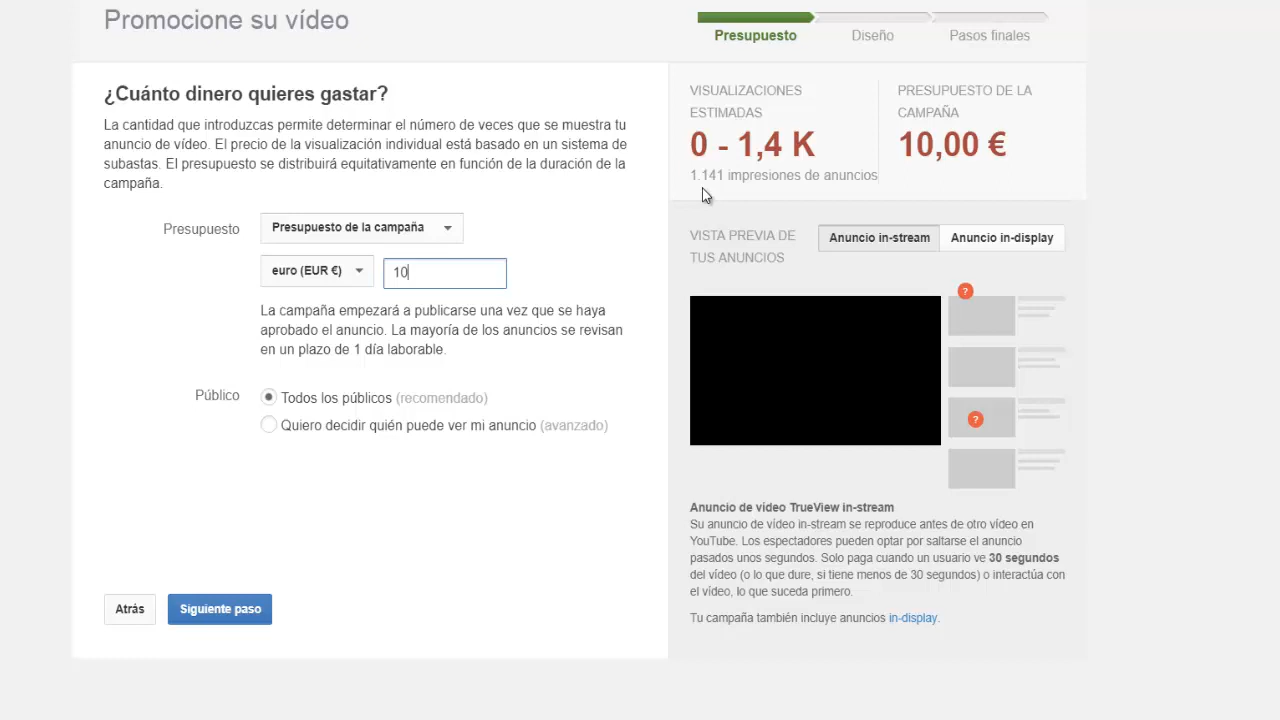 Promocione su vídeo
Presupuesto
Diseño
Pasos finales
¿Cuánto dinero quieres gastar?
La cantidad que introduzcas permite determinar el número de veces que se muestra tu
anuncio de vídeo. El precio de la visualización individual está basado en un sistema de
subastas. El presupuesto se distribuirá equitativamente en función de la duración de la
campaña.
Presupuesto
Presupuesto de la campaña
euro (EUR €)
10
La campaña empezará a publicarse una vez que se haya
aprobado el anuncio. La mayoría de los anuncios se revisan
en un plazo de 1 día laborable.
Público
Todos los públicos (recomendado)
Quiero decidir quién puede ver mi anuncio (avanzado)
Atrás
Siguiente paso
VISUALIZACIONES
ESTIMADAS
0 - 1,4 K
1.141 impresiones de anuncios
PRESUPUESTO DE LA
CAMPAÑA
10,00 €
VISTA PREVIA DE
TUS ANUNCIOS
Anuncio in-stream
Anuncio in-display
?
?
Anuncio de vídeo TrueView in-stream
Su anuncio de vídeo in-stream se reproduce antes de otro vídeo en
YouTube. Los espectadores pueden optar por saltarse el anuncio
pasados unos segundos. Solo paga cuando un usuario ve 30 segundos
del vídeo (o lo que dure, si tiene menos de 30 segundos) o interactúa con
el vídeo, lo que suceda primero.
Tu campaña también incluye anuncios in-display.